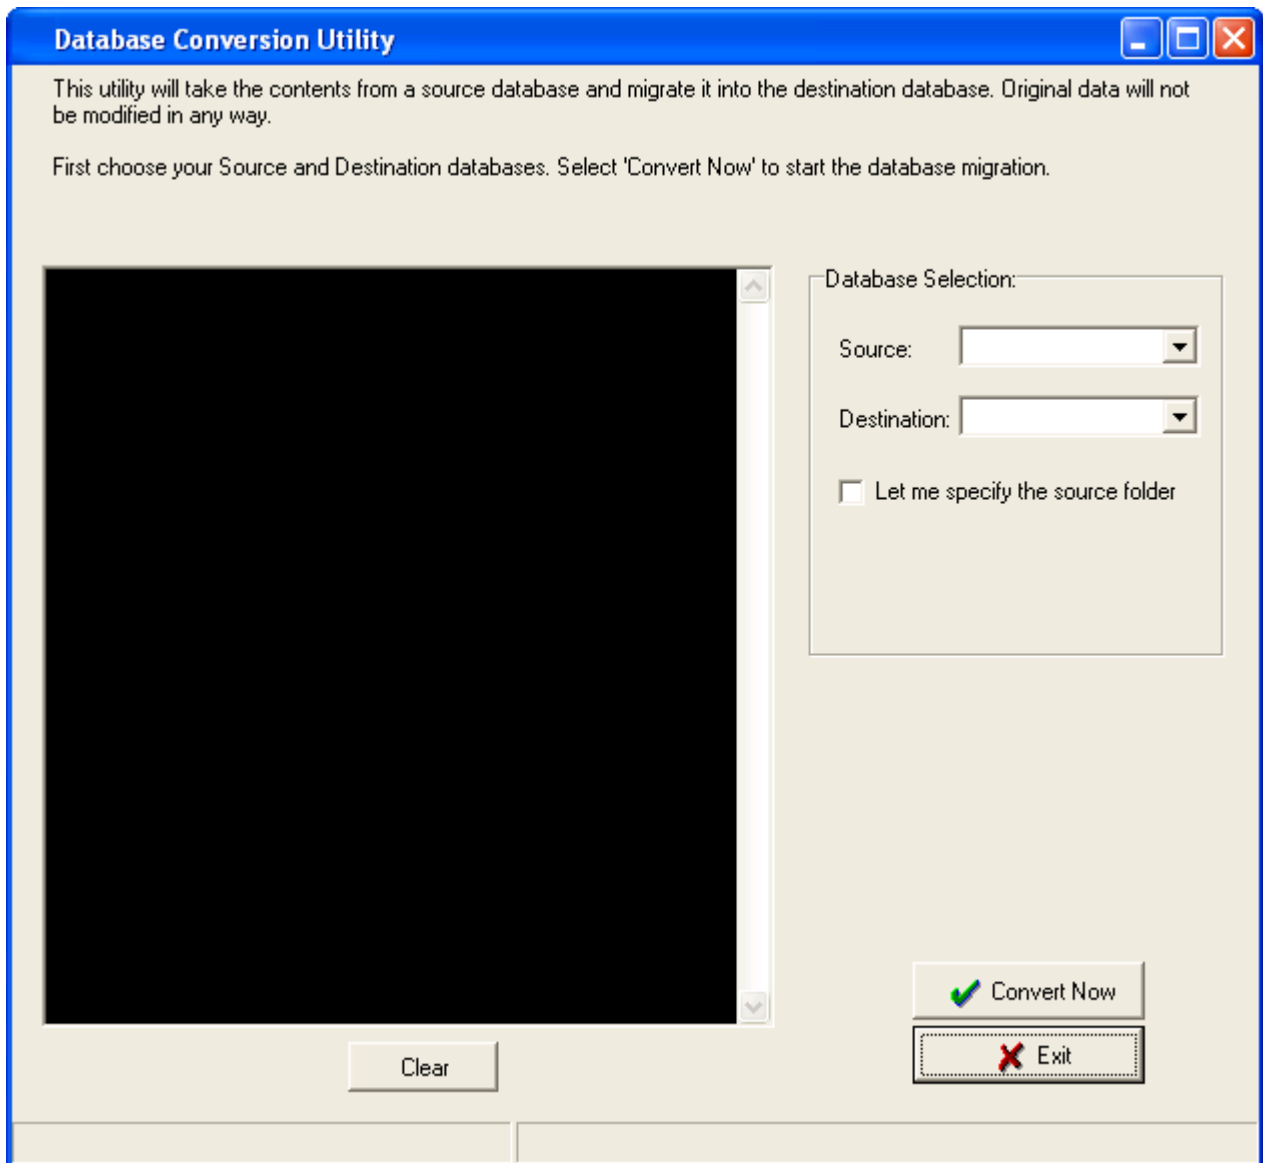 Database Conversion Utility
This utility will take the contents from a source database and migrate it into the destination database. Original data will not
be modified in any way.
First choose your Source and Destination databases. Select 'Convert Now' to start the database migration.
Database Selection:
Source:
Destination:
Let me specify the source folder
Convert Now
Exit
Clear